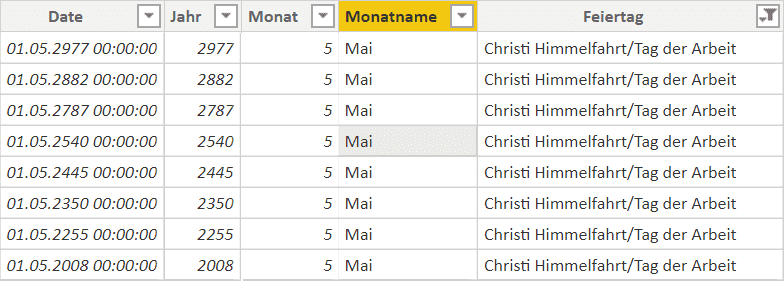 Date Jahr Monat Monatname Feiertag
01.05.2977 00:00:00 2977 5 Mai Christi Himmelfahrt/Tag der Arbeit
01.05.2882 00:00:00 2882 5 Mai Christi Himmelfahrt/Tag der Arbeit
01.05.2787 00:00:00 2787 5 Mai Christi Himmelfahrt/Tag der Arbeit
01.05.2540 00:00:00 2540 5 Mai Christi Himmelfahrt/Tag der Arbeit
01.05.2445 00:00:00 2445 5 Mai Christi Himmelfahrt/Tag der Arbeit
01.05.2350 00:00:00 2350 5 Mai Christi Himmelfahrt/Tag der Arbeit
01.05.2255 00:00:00 2255 5 Mai Christi Himmelfahrt/Tag der Arbeit
01.05.2008 00:00:00 2008 5 Mai Christi Himmelfahrt/Tag der Arbeit